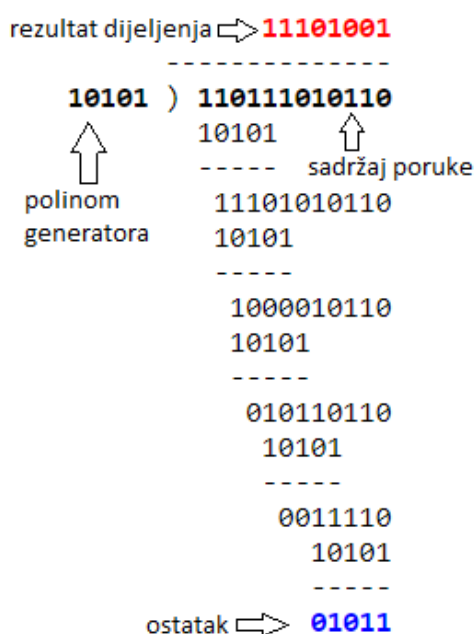 rezultat dijeljenja 11101001
--------------
10101 ) 110111010110
10101
----- sadržaj poruke
polinom 11101010110
generatora 10101
-----
1000010110
10101
-----
010110110
10101
-----
0011110
10101
-----
ostatak 01011